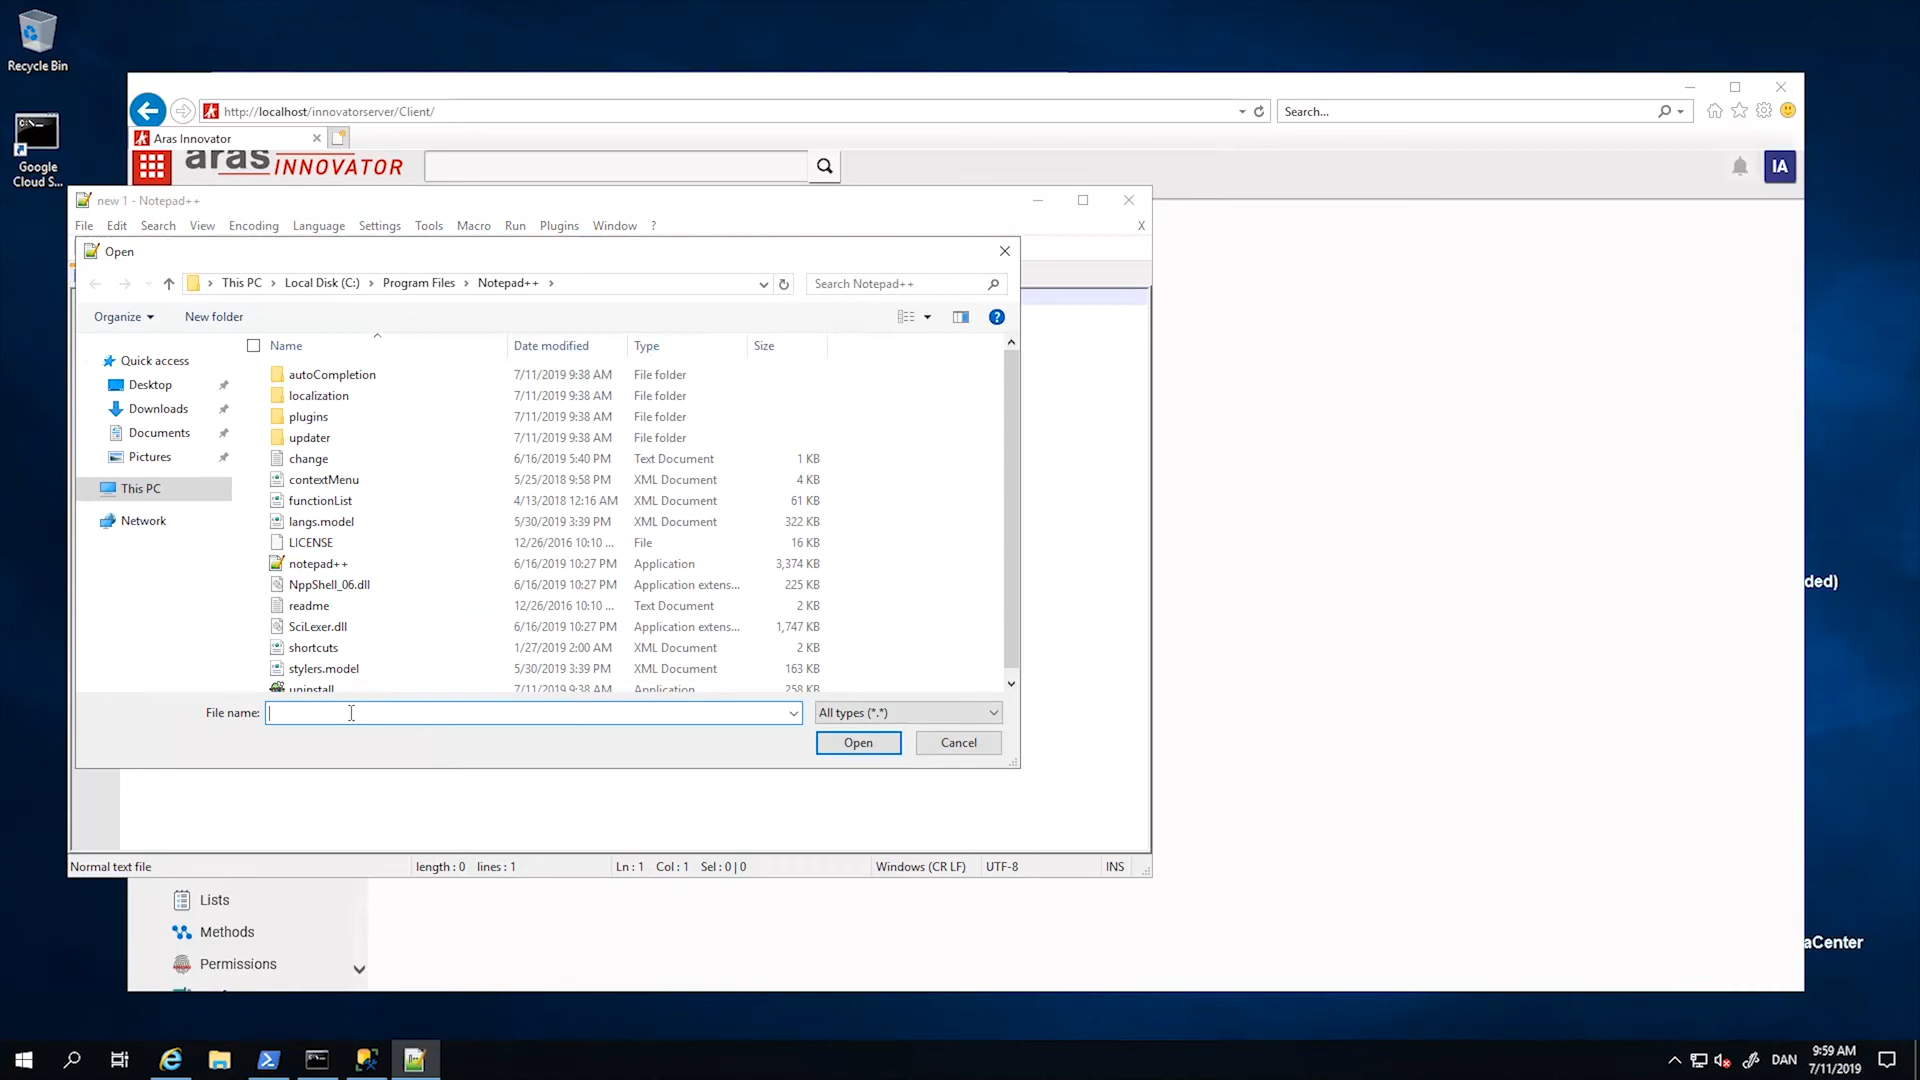 Recycle Bin
Google
Cloud S...
http://localhost/innovatorserver/Client/
Search...
Aras Innovator
aras INNOVATOR
IA
new 1 - Notepad++
File Edit Search View Encoding Language Settings Tools Macro Run Plugins Window ? X
Open
This PC > Local Disk (C:) > Program Files > Notepad++ >
Search Notepad++
Organize New folder
Name Date modified Type Size
Quick access
Desktop
Downloads
Documents
Pictures
This PC
Network
autoCompletion 7/11/2019 9:38 AM File folder
localization 7/11/2019 9:38 AM File folder
plugins 7/11/2019 9:38 AM File folder
updater 7/11/2019 9:38 AM File folder
change 6/16/2019 5:40 PM Text Document 1 KB
contextMenu 5/25/2018 9:58 PM XML Document 4 KB
functionList 4/13/2018 12:16 AM XML Document 61 KB
langs.model 5/30/2019 3:39 PM XML Document 322 KB
LICENSE 12/26/2016 10:10 ... File 16 KB
notepad++ 6/16/2019 10:27 PM Application 3,374 KB
NppShell_06.dll 6/16/2019 10:27 PM Application extens... 225 KB
readme 12/26/2016 10:10 ... Text Document 2 KB
SciLexer.dll 6/16/2019 10:27 PM Application extens... 1,747 KB
shortcuts 1/27/2019 2:00 AM XML Document 2 KB
stylers.model 5/30/2019 3:39 PM XML Document 163 KB
uninstall 7/11/2019 9:38 AM Application 258 KB
File name:
All types (*.*)
Open Cancel
Normal text file length : 0 lines : 1 Ln : 1 Col : 1 Sel : 0 | 0 Windows (CR LF) UTF-8 INS
Lists
Methods
Permissions
ded)
aCenter
DAN
9:59 AM
7/11/2019